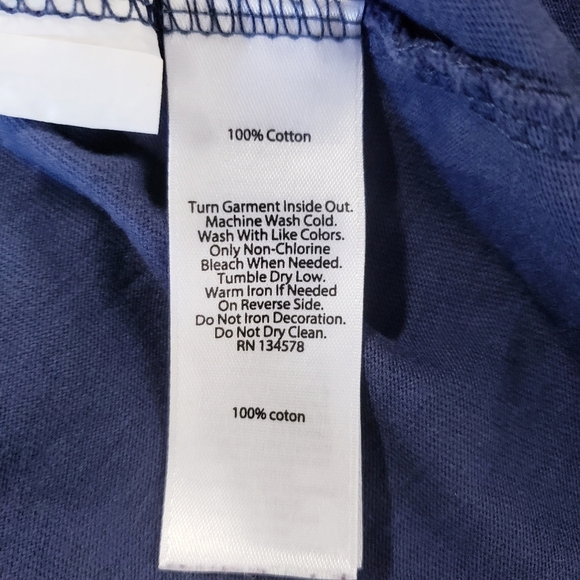 100% Cotton
Turn Garment Inside Out.
Machine Wash Cold.
Wash With Like Colors.
Only Non-Chlorine
Bleach When Needed.
Tumble Dry Low.
Warm Iron If Needed
On Reverse Side.
Do Not Iron Decoration.
Do Not Dry Clean.
RN 134578
100% coton